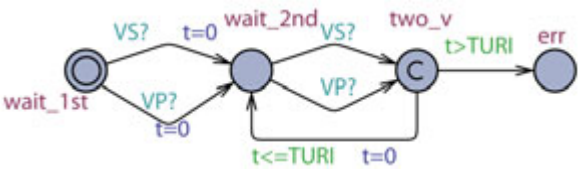 VS? t=0 wait_2nd VS? two_v err
t>TURI
C
wait_1st VP? VP?
t=0
t<=TURI t=0